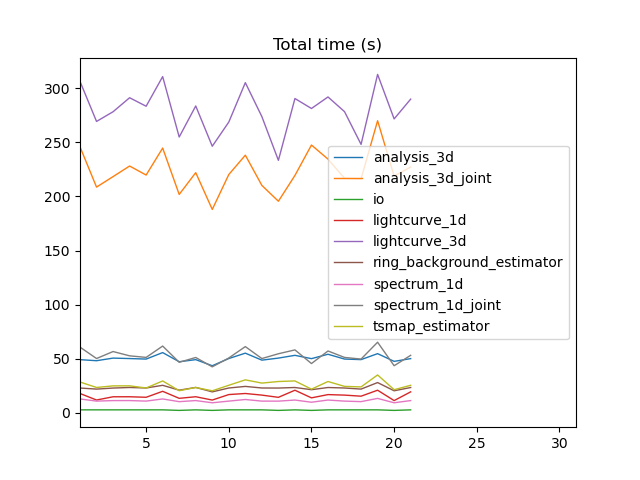 Total time (s)
300
250
200
150
100
50
0
analysis_3d
analysis_3d_joint
io
lightcurve_1d
lightcurve_3d
ring_background_estimator
spectrum_1d
spectrum_1d_joint
tsmap_estimator
5 10 15 20 25 30